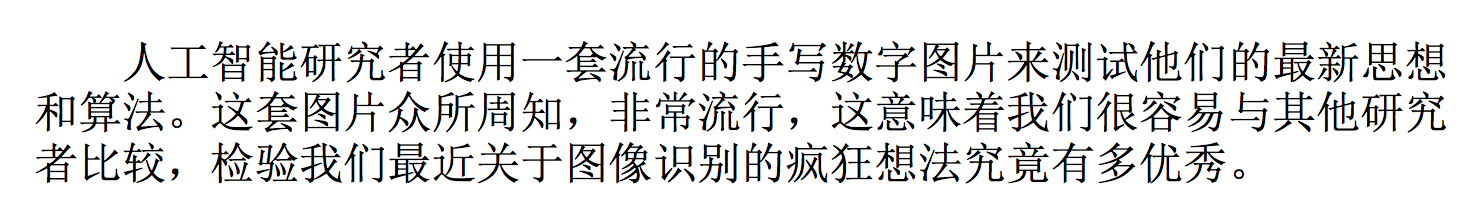 人工智能研究者使用一套流行的手写数字图片来测试他们的最新思想
和算法。这套图片众所周知，非常流行，这意味着我们很容易与其他研究
者比较，检验我们最近关于图像识别的疯狂想法究竟有多优秀。